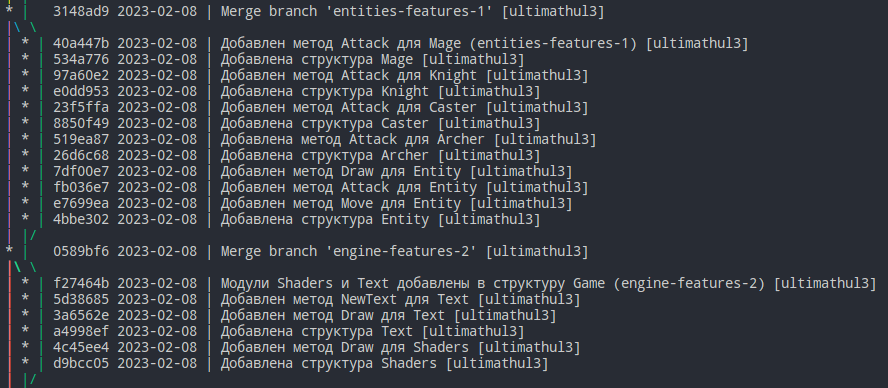 * | 3148ad9 2023-02-08 | Merge branch 'entities-features-1' [ultimathul3]
|\ \
| * | 40a447b 2023-02-08 | Добавлен метод Attack для Mage (entities-features-1) [ultimathul3]
| * | 534a776 2023-02-08 | Добавлена структура Mage [ultimathul3]
| * | 97a60e2 2023-02-08 | Добавлен метод Attack для Knight [ultimathul3]
| * | e0dd953 2023-02-08 | Добавлена структура Knight [ultimathul3]
| * | 23f5ffa 2023-02-08 | Добавлен метод Attack для Caster [ultimathul3]
| * | 8850f49 2023-02-08 | Добавлена структура Caster [ultimathul3]
| * | 519ea87 2023-02-08 | Добавлена метод Attack для Archer [ultimathul3]
| * | 26d6c68 2023-02-08 | Добавлена структура Archer [ultimathul3]
| * | 7df00e7 2023-02-08 | Добавлен метод Draw для Entity [ultimathul3]
| * | fb036e7 2023-02-08 | Добавлен метод Attack для Entity [ultimathul3]
| * | e7699ea 2023-02-08 | Добавлен метод Move для Entity [ultimathul3]
| * | 4bbe302 2023-02-08 | Добавлена структура Entity [ultimathul3]
| |/
* | 0589bf6 2023-02-08 | Merge branch 'engine-features-2' [ultimathul3]
|\ \
| * | f27464b 2023-02-08 | Модули Shaders и Text добавлены в структуру Game (engine-features-2) [ultimathul3]
| * | 5d38685 2023-02-08 | Добавлен метод NewText для Text [ultimathul3]
| * | 3a6562e 2023-02-08 | Добавлен метод Draw для Text [ultimathul3]
| * | a4998ef 2023-02-08 | Добавлена структура Text [ultimathul3]
| * | 4c45ee4 2023-02-08 | Добавлен метод Draw для Shaders [ultimathul3]
| * | d9bcc05 2023-02-08 | Добавлена структура Shaders [ultimathul3]
| |/